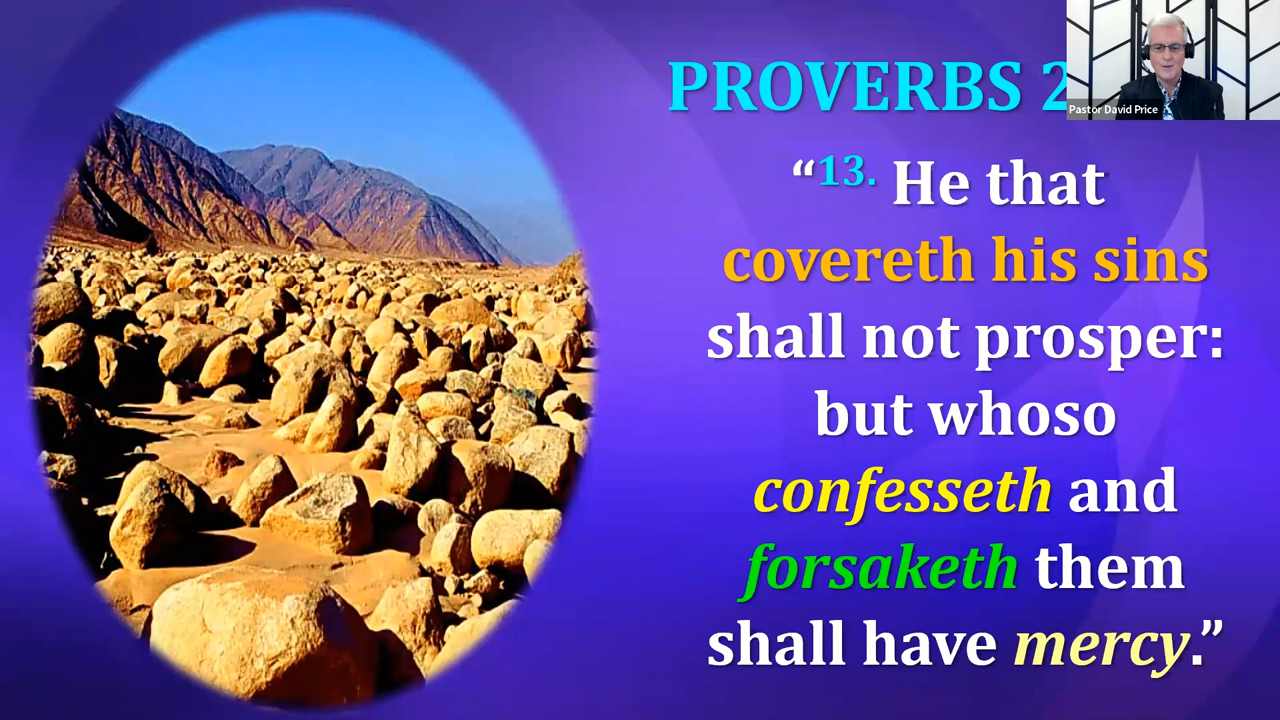 PROVERBS 2
Pastor David Price
“13. He that
covereth his sins
shall not prosper:
but whoso
confesseth and
forsaketh them
shall have mercy.”